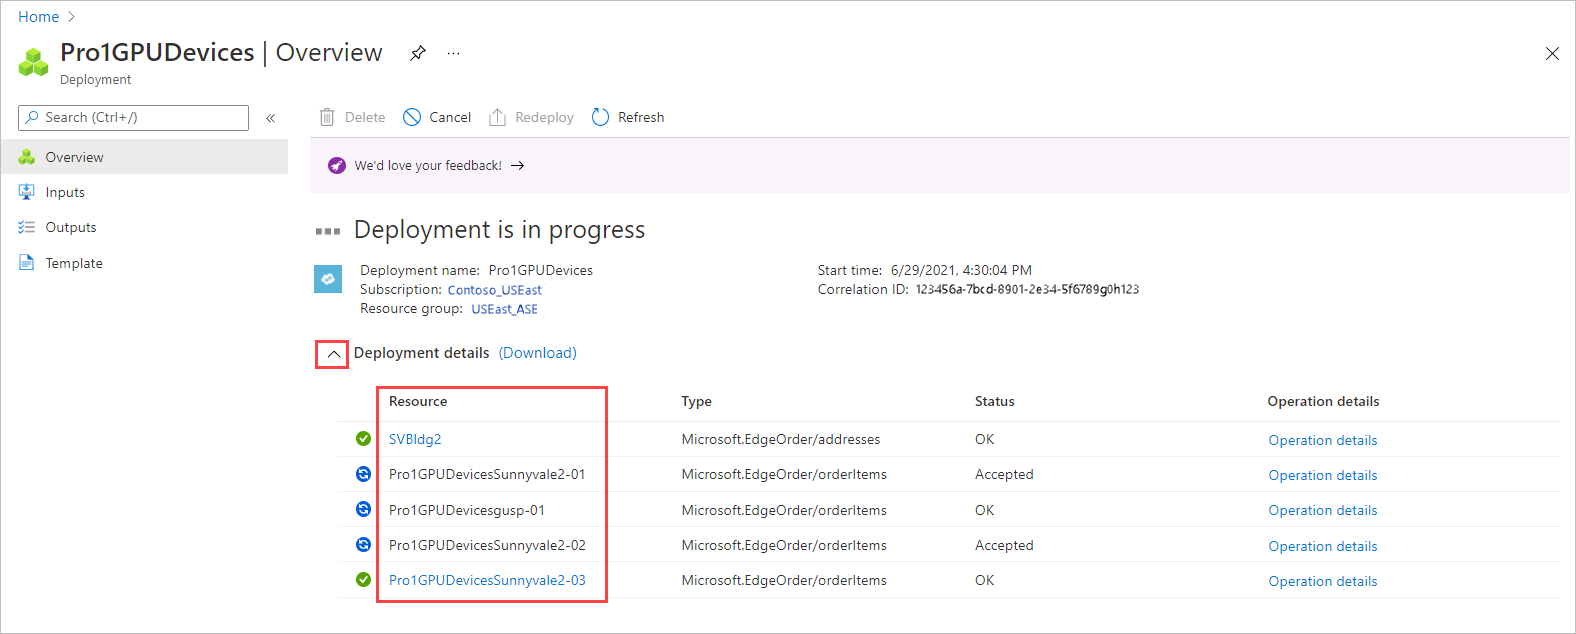 Home >
Pro1GPUDevices | Overview ...
Deployment
Search (Ctrl+/) «
Delete Cancel Redeploy Refresh
Overview
Inputs
Outputs
Template
We'd love your feedback! →
Deployment is in progress
Deployment name: Pro1GPUDevices Start time: 6/29/2021, 4:30:04 PM
Subscription: Contoso_USEast Correlation ID: 123456a-7bcd-8901-2e34-5f6789g0h123
Resource group: USEast_ASE
Deployment details (Download)
Resource Type Status Operation details
SVBldg2 Microsoft.EdgeOrder/addresses OK Operation details
Pro1GPUDevicesSunnyvale2-01 Microsoft.EdgeOrder/orderItems Accepted Operation details
Pro1GPUDevicesgusp-01 Microsoft.EdgeOrder/orderItems OK Operation details
Pro1GPUDevicesSunnyvale2-02 Microsoft.EdgeOrder/orderItems Accepted Operation details
Pro1GPUDevicesSunnyvale2-03 Microsoft.EdgeOrder/orderItems OK Operation details